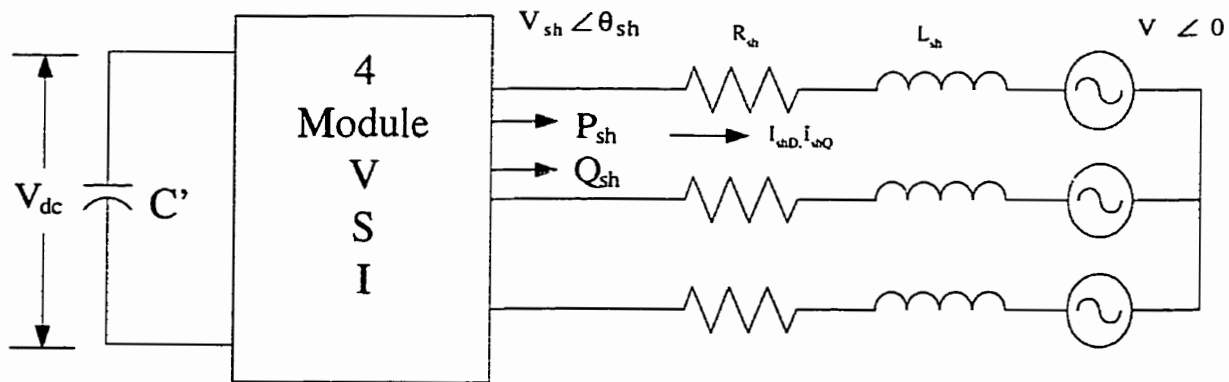 V_sh ∠θ_sh
R_sh
L_sh
V ∠ 0
4
Module
V
S
I
P_sh
I_shD, I_shQ
Q_sh
V_dc
C'